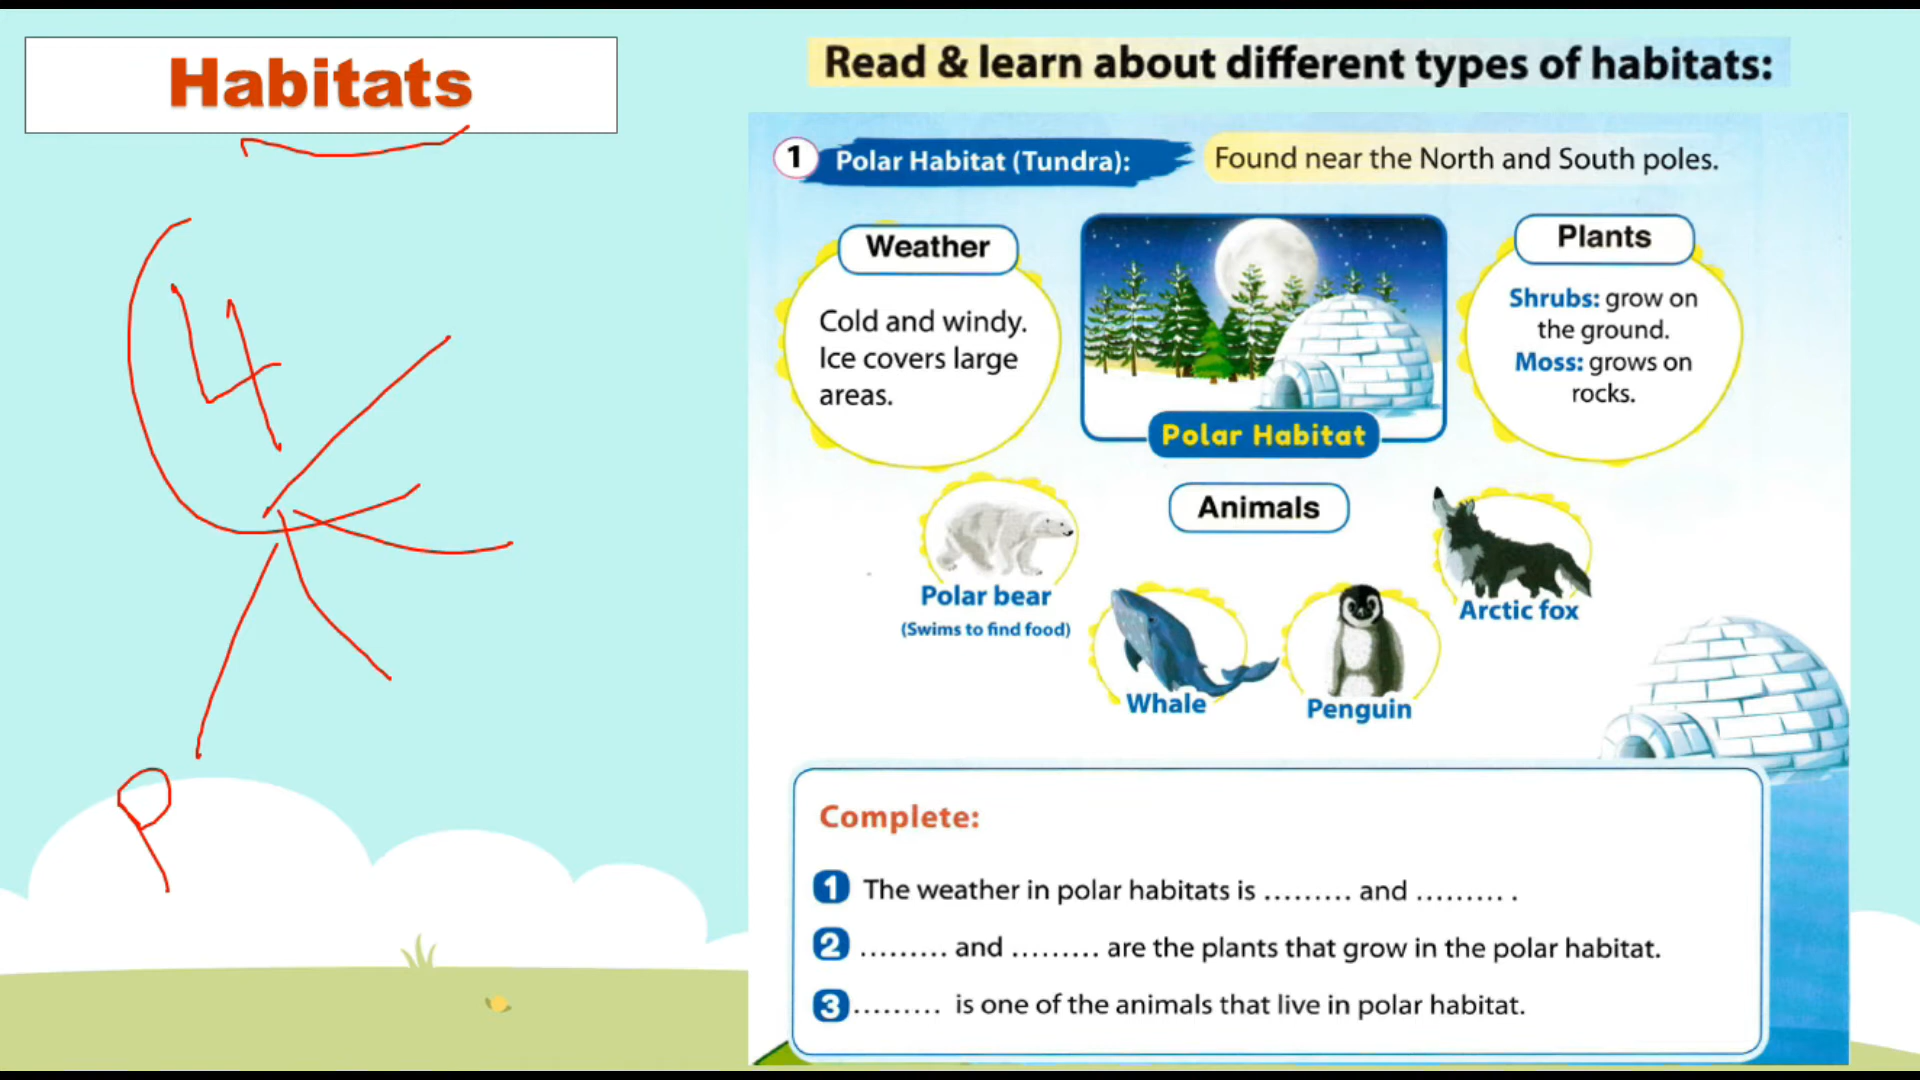 Habitats
4
P
Read & learn about different types of habitats:
1 Polar Habitat (Tundra): Found near the North and South poles.
Weather
Cold and windy.
Ice covers large
areas.
Polar Habitat
Plants
Shrubs: grow on
the ground.
Moss: grows on
rocks.
Animals
Polar bear
(Swims to find food)
Whale
Penguin
Arctic fox
Complete:
1 The weather in polar habitats is ......... and ......... .
2 ......... and ......... are the plants that grow in the polar habitat.
3 ......... is one of the animals that live in polar habitat.